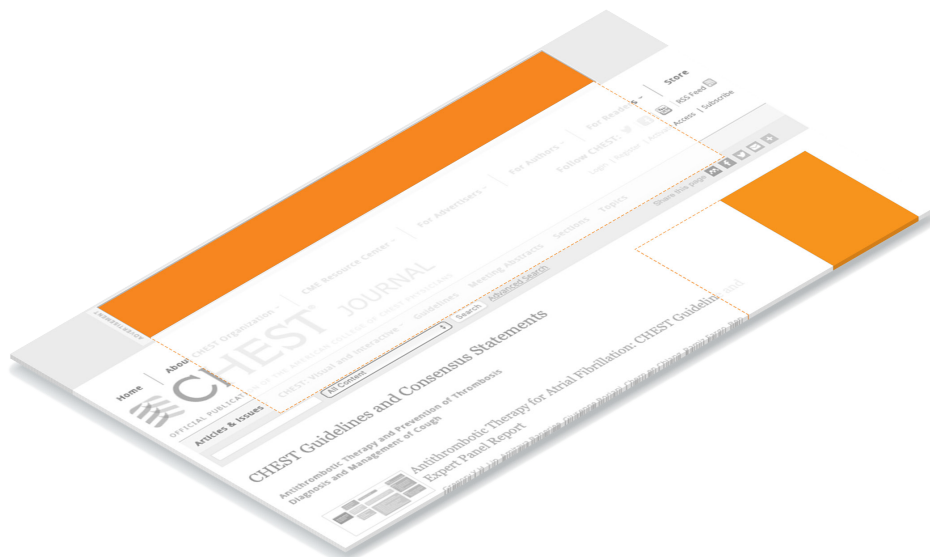 ADVERTISEMENT
Home | About CHEST Organization | CME Resource Center | For Advertisers | For Authors | For Readers | Store
RSS Feed
Follow CHEST:
CHEST JOURNAL
Login | Register | Access | Subscribe
OFFICIAL PUBLICATION OF THE AMERICAN COLLEGE OF CHEST PHYSICIANS
Articles & Issues CHEST: Visual and Interactive Guidelines Meeting Abstracts Sections Topics
All Content Search Advanced Search
Share this page
CHEST Guidelines and Consensus Statements
Antithrombotic Therapy and Prevention of Thrombosis
Diagnosis and Management of Cough
Antithrombotic Therapy for Atrial Fibrillation: CHEST Guideline and
Expert Panel Report